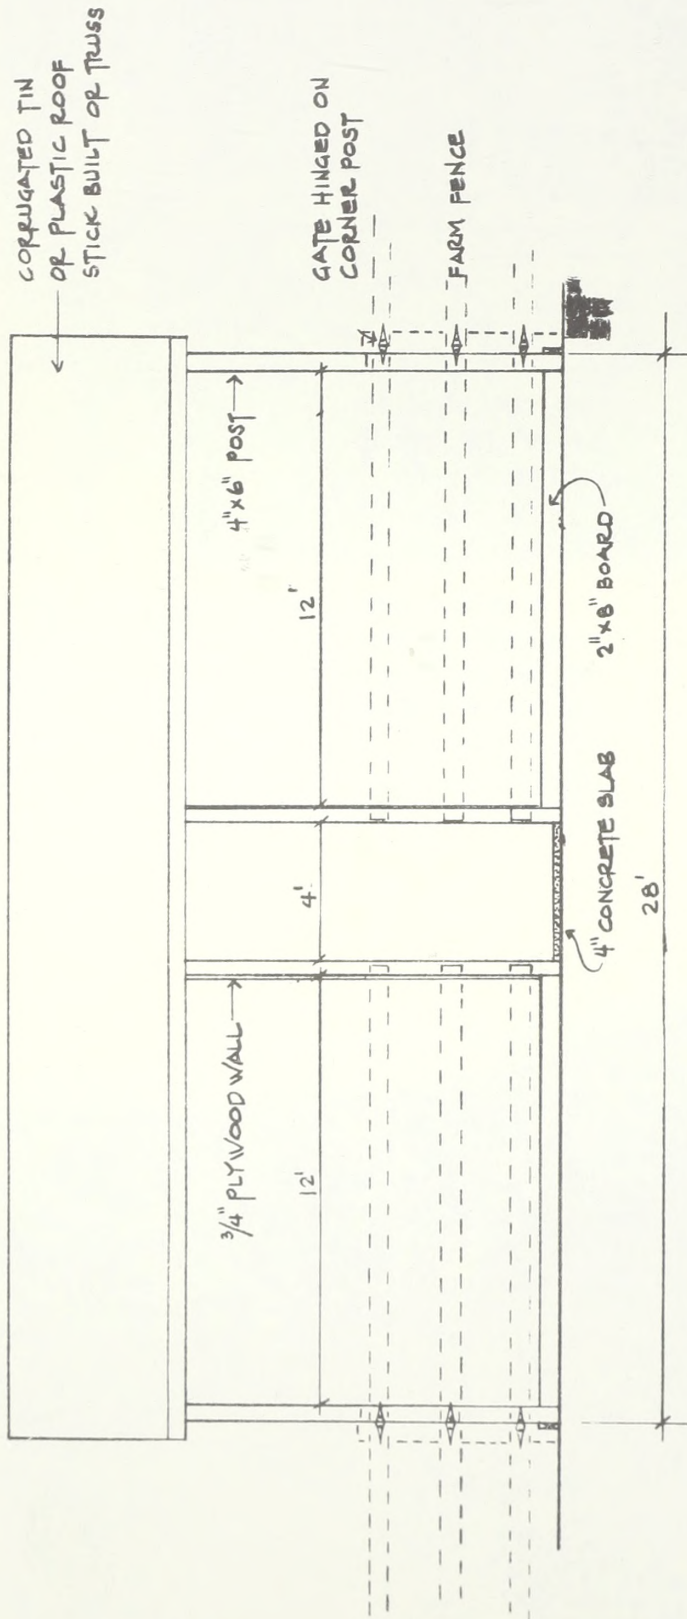 CORRUGATED TIN
OR PLASTIC ROOF
STICK BUILT OR TRUSS
GATE HINGED ON
CORNER POST
FARM FENCE
3/4" PLYWOOD WALL
4"x6" POST
12'
4'
12'
4" CONCRETE SLAB
2"x8" BOARD
28'